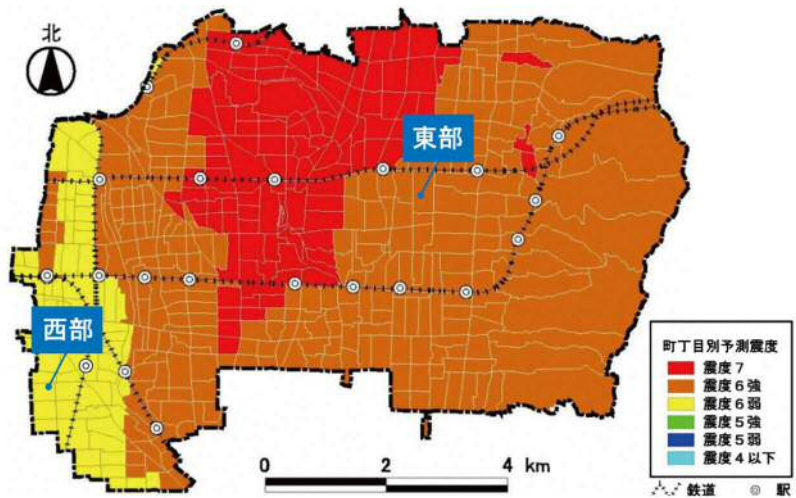 北
東部
西部
町丁目別予測震度
震度7
震度6強
震度6弱
震度5強
震度5弱
震度4以下
鉄道
駅
0 2 4 km